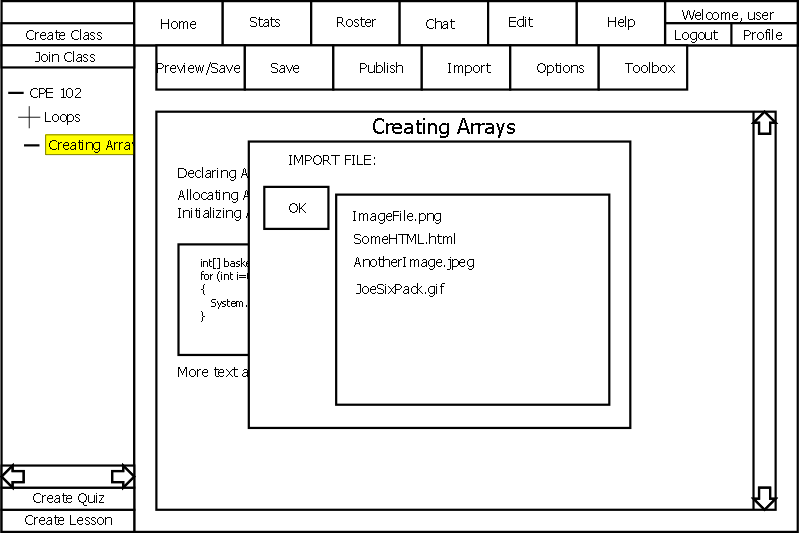 Create Class
Join Class
Home
Stats
Roster
Chat
Edit
Help
Welcome, user
Logout
Profile
Preview/Save
Save
Publish
Import
Options
Toolbox
CPE 102
Loops
Creating Arra
Create Quiz
Create Lesson
Creating Arrays
Declaring A
Allocating A
Initializing
int[] baske
for (int i=
{
System.
}
More text a
IMPORT FILE:
OK
ImageFile.png
SomeHTML.html
AnotherImage.jpeg
JoeSixPack.gif